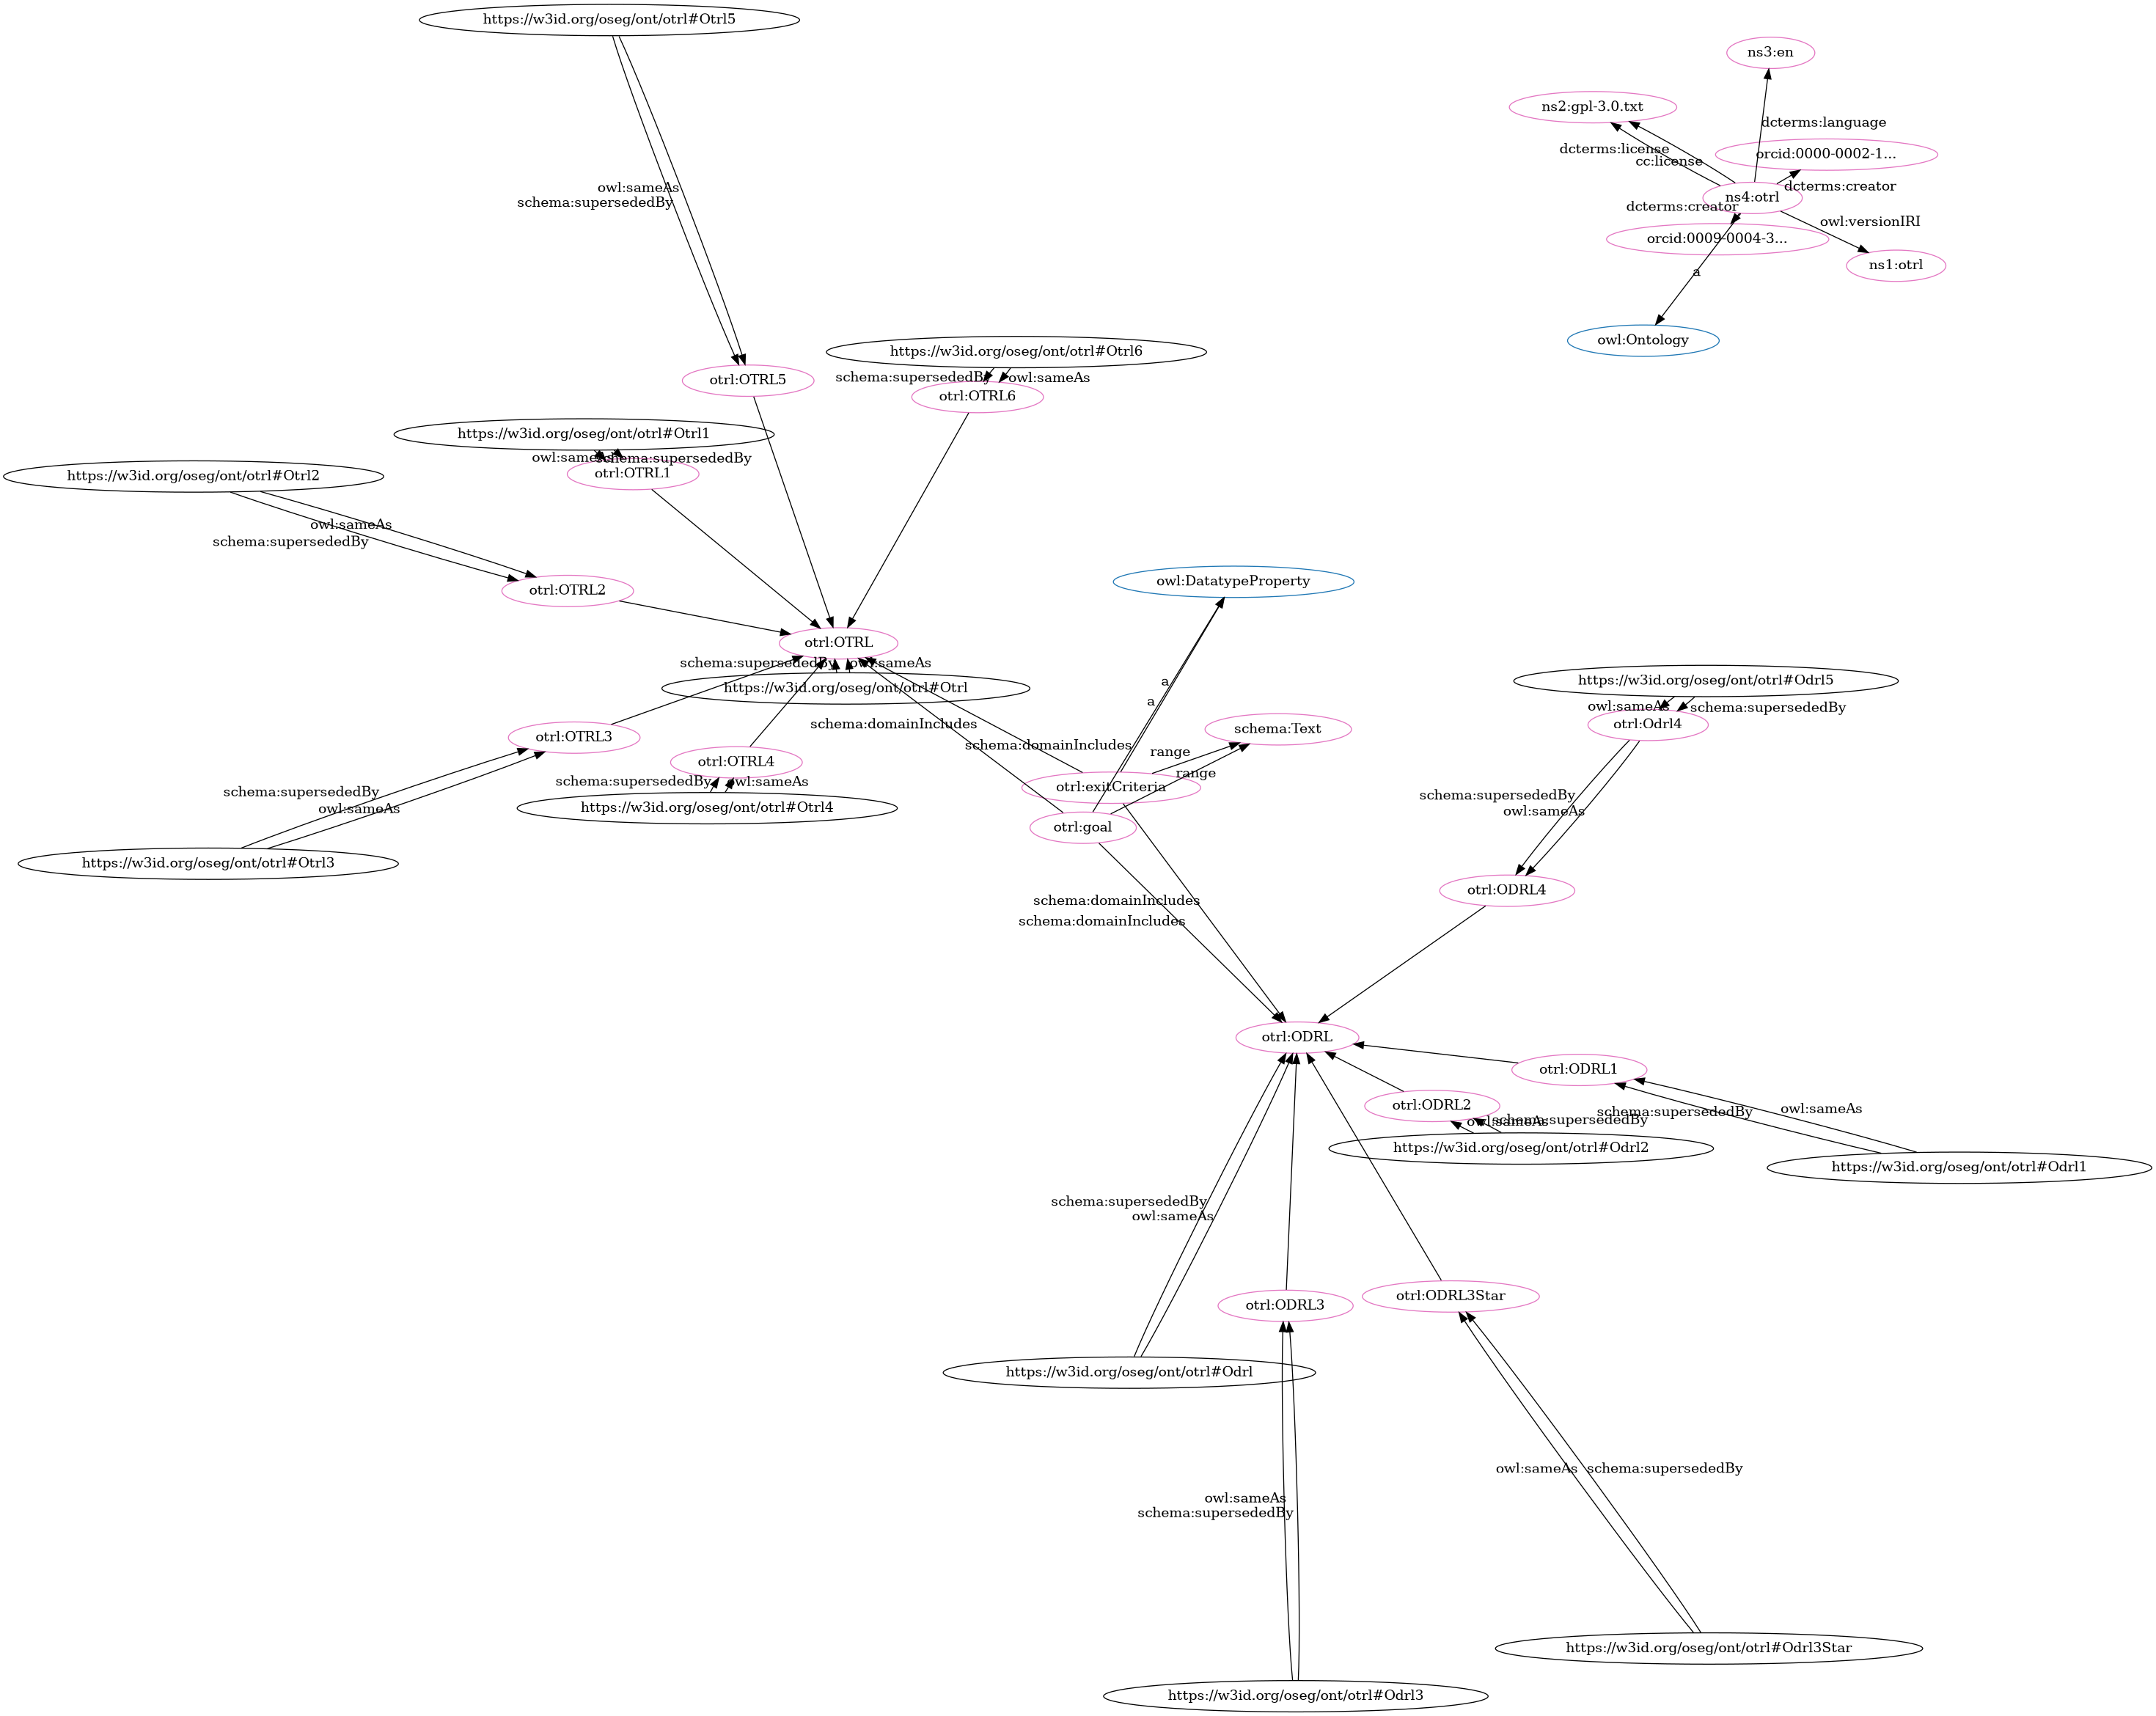 https://w3id.org/oseg/ont/otrl#Otrl5
ns3:en
ns2:gpl-3.0.txt
dcterms:language
dcterms:license
cc:license
orcid:0000-0002-1...
dcterms:creator
owl:sameAs
schema:supersededBy
ns4:otrl
dcterms:creator
owl:versionIRI
orcid:0009-0004-3...
ns1:otrl
a
owl:Ontology
https://w3id.org/oseg/ont/otrl#Otrl6
schema:supersededBy
owl:sameAs
otrl:OTRL5
otrl:OTRL6
https://w3id.org/oseg/ont/otrl#Otrl1
owl:sameAs
schema:supersededBy
otrl:OTRL1
https://w3id.org/oseg/ont/otrl#Otrl2
owl:sameAs
schema:supersededBy
otrl:OTRL2
owl:DatatypeProperty
otrl:OTRL
schema:supersededBy
owl:sameAs
https://w3id.org/oseg/ont/otrl#Otrl
a
a
https://w3id.org/oseg/ont/otrl#Odrl5
owl:sameAs
schema:supersededBy
otrl:Odrl4
schema:domainIncludes
schema:Text
otrl:OTRL3
schema:domainIncludes
range
otrl:OTRL4
range
schema:supersededBy
owl:sameAs
otrl:exitCriteria
schema:supersededBy
owl:sameAs
https://w3id.org/oseg/ont/otrl#Otrl4
schema:supersededBy
owl:sameAs
otrl:goal
https://w3id.org/oseg/ont/otrl#Otrl3
otrl:ODRL4
schema:domainIncludes
schema:domainIncludes
otrl:ODRL
otrl:ODRL1
otrl:ODRL2
schema:supersededBy
owl:sameAs
owl:sameAs
schema:supersededBy
https://w3id.org/oseg/ont/otrl#Odrl2
https://w3id.org/oseg/ont/otrl#Odrl1
schema:supersededBy
owl:sameAs
otrl:ODRL3
otrl:ODRL3Star
https://w3id.org/oseg/ont/otrl#Odrl
owl:sameAs
schema:supersededBy
owl:sameAs
schema:supersededBy
https://w3id.org/oseg/ont/otrl#Odrl3Star
https://w3id.org/oseg/ont/otrl#Odrl3